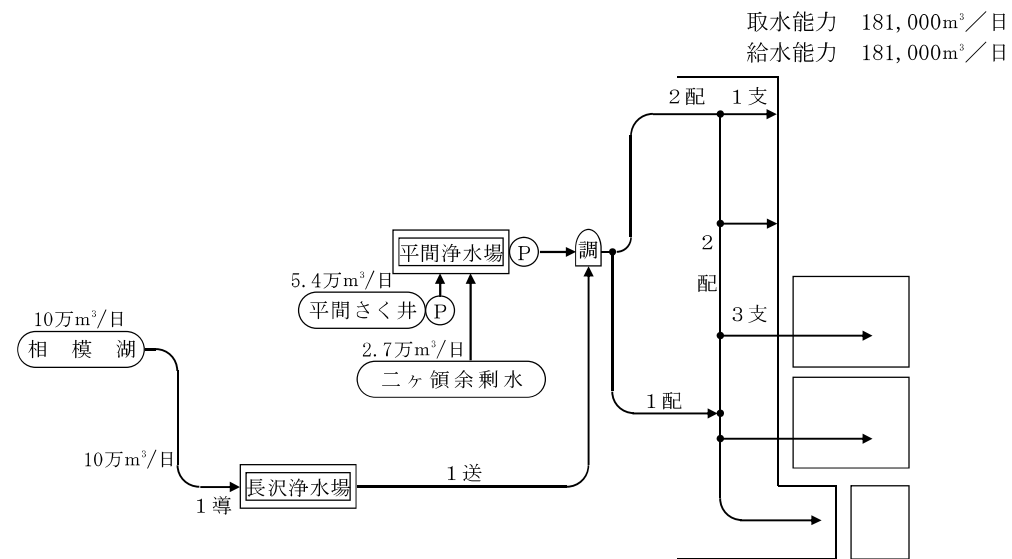 取水能力　181,000m³／日
給水能力　181,000m³／日
2配　1支
平間浄水場　P　調
2
配
5.4万m³/日
平間さく井　P
3支
10万m³/日
相　模　湖
2.7万m³/日
二ヶ領余剰水
1配
10万m³/日
1送
長沢浄水場
1導